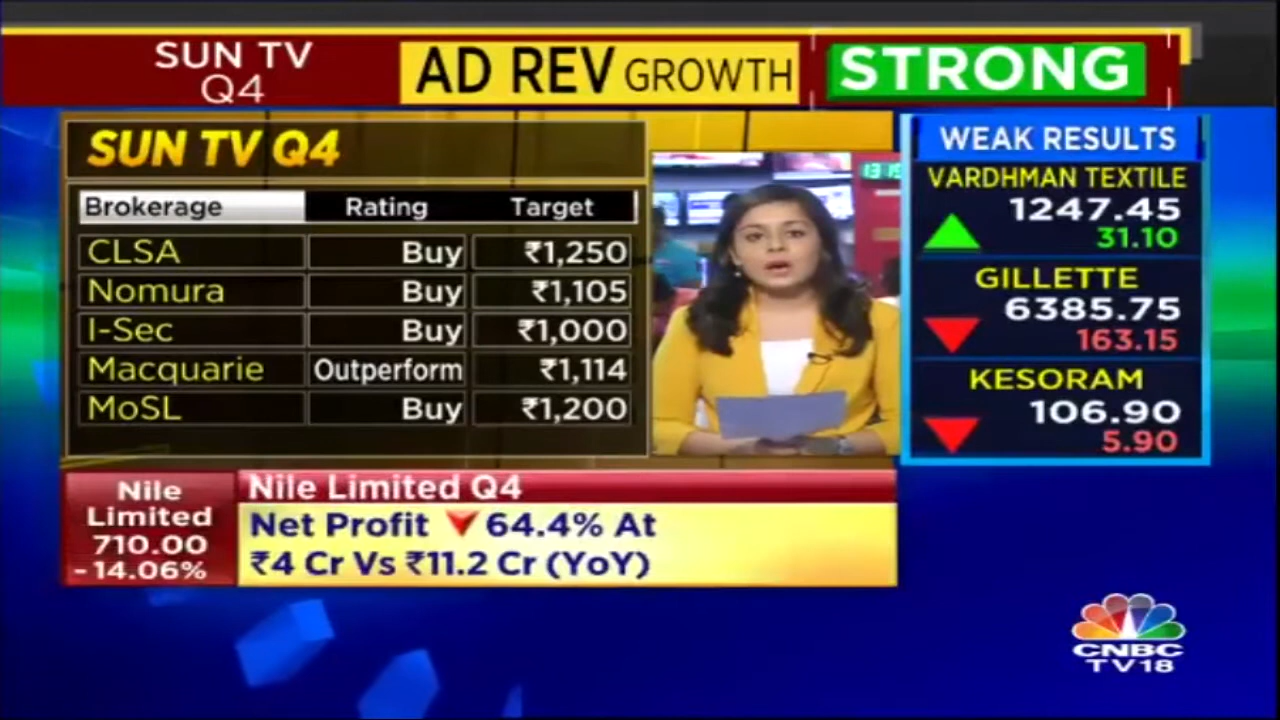 SUN TV
Q4
AD REV GROWTH
STRONG
SUN TV Q4
Brokerage Rating Target
CLSA Buy ₹1,250
Nomura Buy ₹1,105
I-Sec Buy ₹1,000
Macquarie Outperform ₹1,114
MoSL Buy ₹1,200
13:15
WEAK RESULTS
VARDHMAN TEXTILE
1247.45
31.10
GILLETTE
6385.75
163.15
KESORAM
106.90
5.90
Nile
Limited
710.00
-14.06%
Nile Limited Q4
Net Profit 64.4% At
₹4 Cr Vs ₹11.2 Cr (YoY)
CNBC
TV18